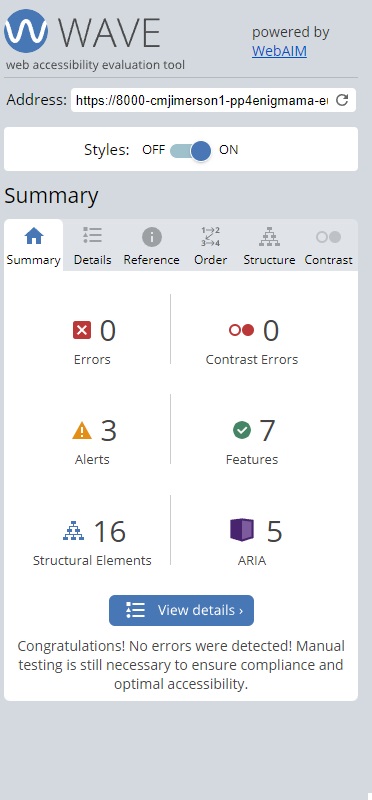 WAVE
powered by
WebAIM
web accessibility evaluation tool
Address: https://8000-cmjimerson1-pp4enigmama-e
Styles: OFF ON
Summary
1→2
3→4
Summary Details Reference Order Structure Contrast
0 0
Errors Contrast Errors
3 7
Alerts Features
16 5
Structural Elements ARIA
View details ›
Congratulations! No errors were detected! Manual
testing is still necessary to ensure compliance and
optimal accessibility.